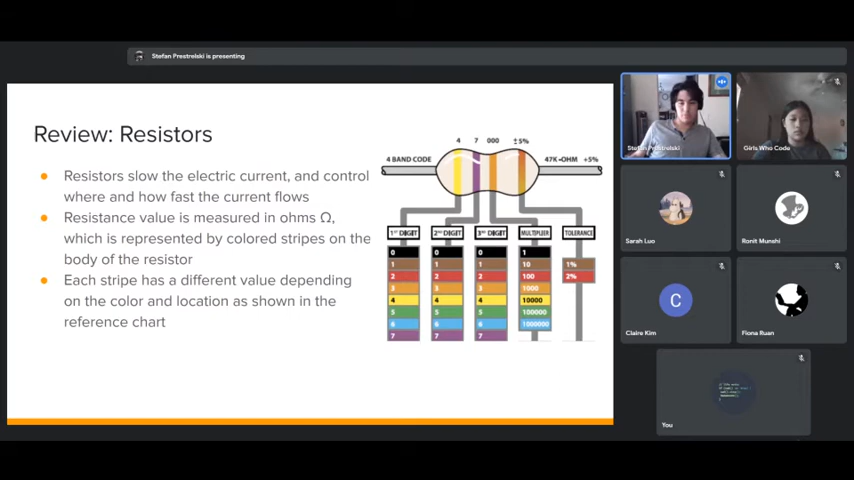 Stefan Prestrelski is presenting
Review: Resistors
Resistors slow the electric current, and control
where and how fast the current flows
Resistance value is measured in ohms Ω,
which is represented by colored stripes on the
body of the resistor
Each stripe has a different value depending
on the color and location as shown in the
reference chart
4 7 000 ±5%
4 BAND CODE
47K-OHM +5%
1ST DIGIT 2ND DIGIT 3RD DIGIT MULTIPLIER TOLERANCE
0 0 0 1
1 1 1 10 1%
2 2 2 100 2%
3 3 3 1000
4 4 4 10000
5 5 5 100000
6 6 6 1000000
7 7 7
Stefan Prestrelski
Girls Who Code
Sarah Luo
Ronit Munshi
C
Claire Kim
Fiona Ruan
You